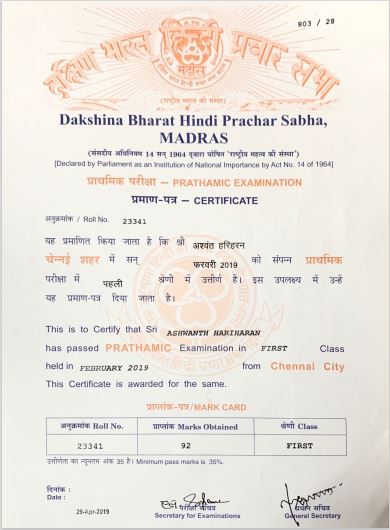 803 / 28
दक्षिण भारत हिन्दी प्रचार सभा
मद्रास
(राष्ट्रीय महत्व की संस्था)
Dakshina Bharat Hindi Prachar Sabha,
MADRAS
(संसदीय अधिनियम 14 सन् 1964 द्वारा घोषित 'राष्ट्रीय महत्व की संस्था')
[Declared by Parliament as an Institution of National Importance by Act No. 14 of 1964]
प्राथमिक परीक्षा – PRATHAMIC EXAMINATION
प्रमाण-पत्र – CERTIFICATE
अनुक्रमांक / Roll No. 23341
यह प्रमाणित किया जाता है कि श्री अश्वंत हरिहरन
चेन्नई शहर में सन् फरवरी 2019 को संपन्न प्राथमिक
परीक्षा में पहली श्रेणी में उत्तीर्ण हैं। इस उपलक्ष्य में उन्हें
यह प्रमाण-पत्र दिया जाता है।
This is to Certify that Sri ASHWANTH HARIHARAN
has passed PRATHAMIC Examination in FIRST Class
held in FEBRUARY 2019 from Chennai City
This Certificate is awarded for the same.
प्राप्तांक-पत्र/MARK CARD
अनुक्रमांक Roll No. प्राप्तांक Marks Obtained श्रेणी Class
23341 92 FIRST
उत्तीर्णता का न्यूनतम अंक 35 है। Minimum pass marks is 35%.
दिनांक :
Date :
29-Apr-2019
परीक्षा सचिव प्रधान सचिव
Secretary for Examinations General Secretary